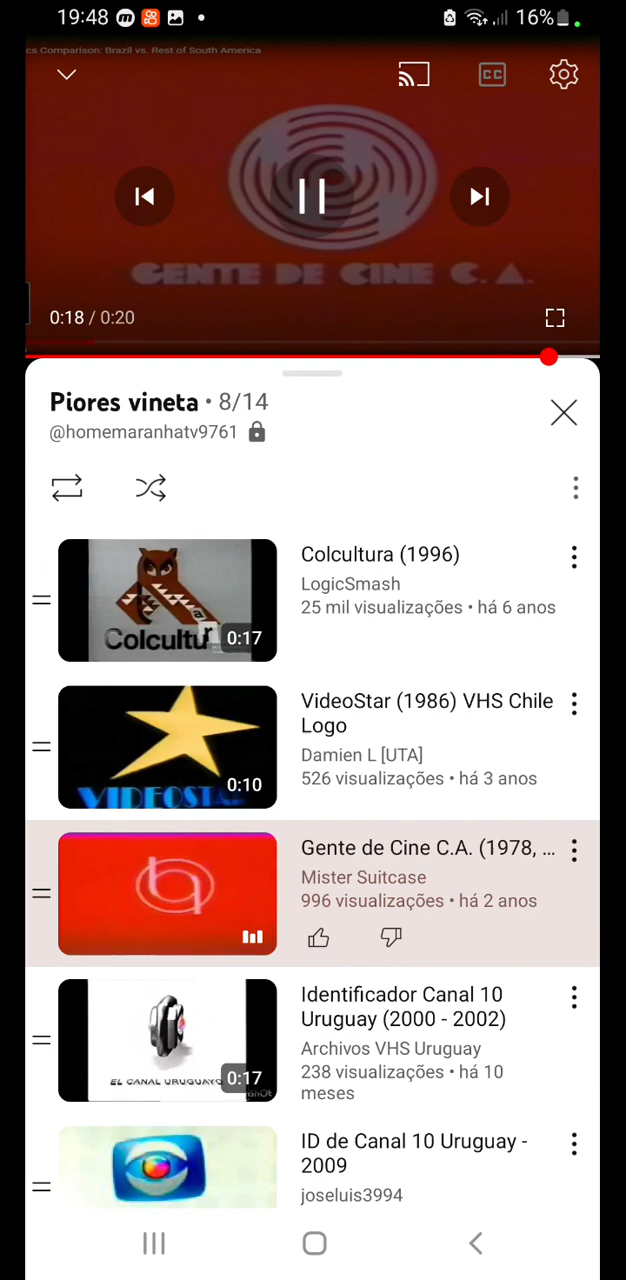 19:48
16%
cs Comparison: Brazil vs. Rest of South America
CC
GENTE DE CINE C.A.
0:18 / 0:20
Piores vineta • 8/14
@homemaranhatv9761
Colcultura (1996)
LogicSmash
25 mil visualizações • há 6 anos
Colcultur
a
0:17
VideoStar (1986) VHS Chile
Logo
Damien L [UTA]
526 visualizações • há 3 anos
0:10
VIDEOSTA
Gente de Cine C.A. (1978, ...
Mister Suitcase
996 visualizações • há 2 anos
Identificador Canal 10
Uruguay (2000 - 2002)
Archivos VHS Uruguay
238 visualizações • há 10
meses
EL CANAL URUGUAYO
0:17
ID de Canal 10 Uruguay -
2009
joseluis3994